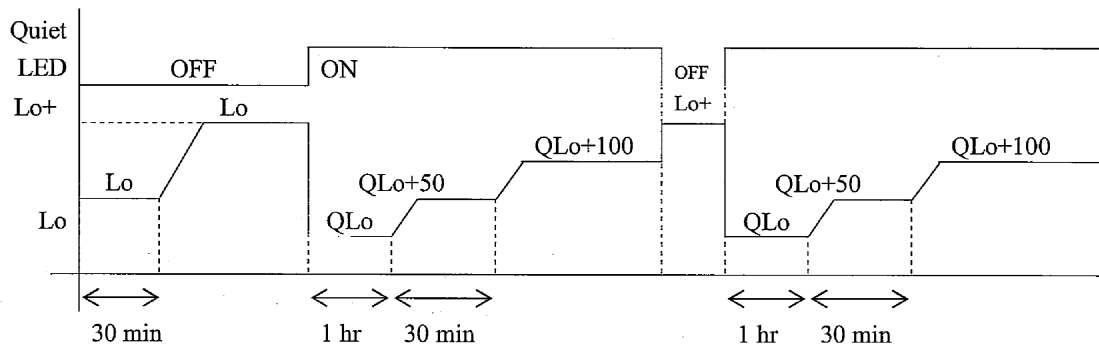 Quiet
LED
OFF
ON
OFF
Lo+
Lo
Lo+
Lo
QLo+50
QLo+100
QLo
QLo+50
QLo+100
QLo
Lo
30 min
1 hr
30 min
1 hr
30 min